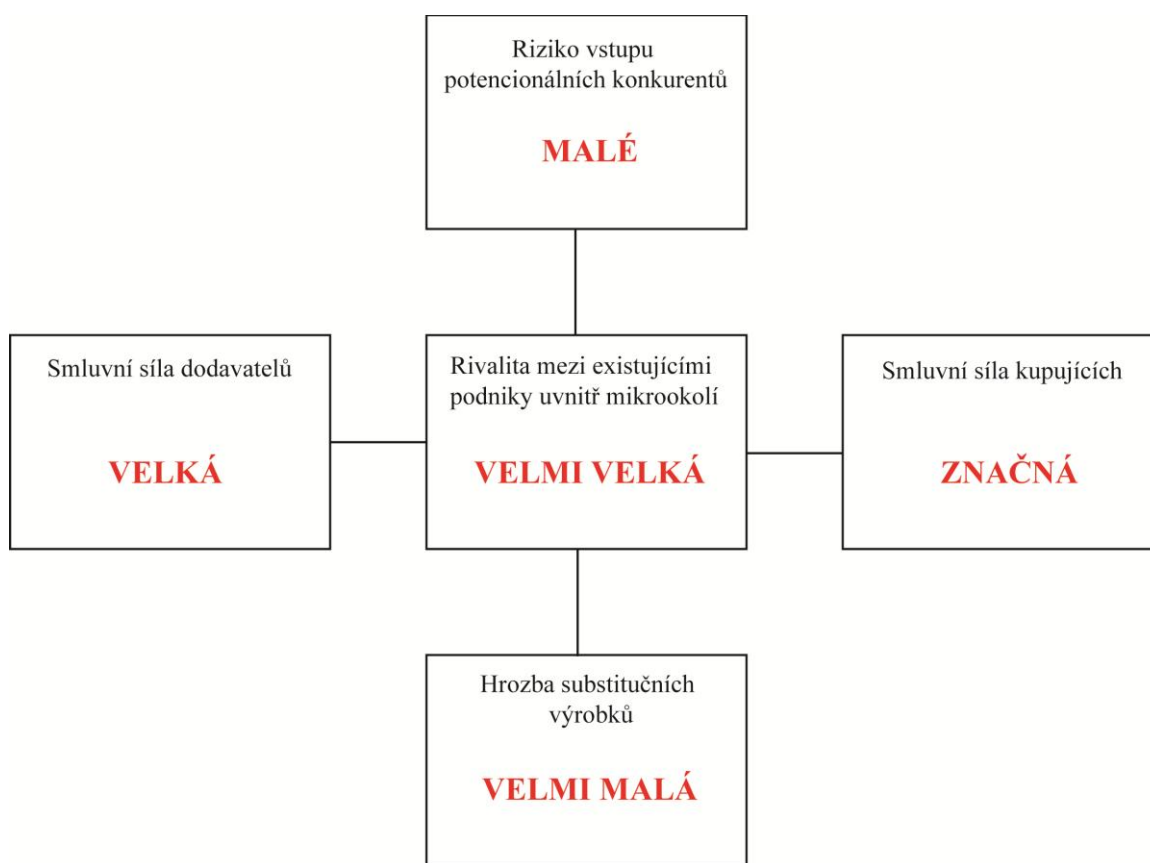 Riziko vstupu
potencionálních konkurentů
MALÉ
Smluvní síla dodavatelů
VELKÁ
Rivalita mezi existujícími
podniky uvnitř mikrookolí
VELMI VELKÁ
Smluvní síla kupujících
ZNAČNÁ
Hrozba substitučních
výrobků
VELMI MALÁ